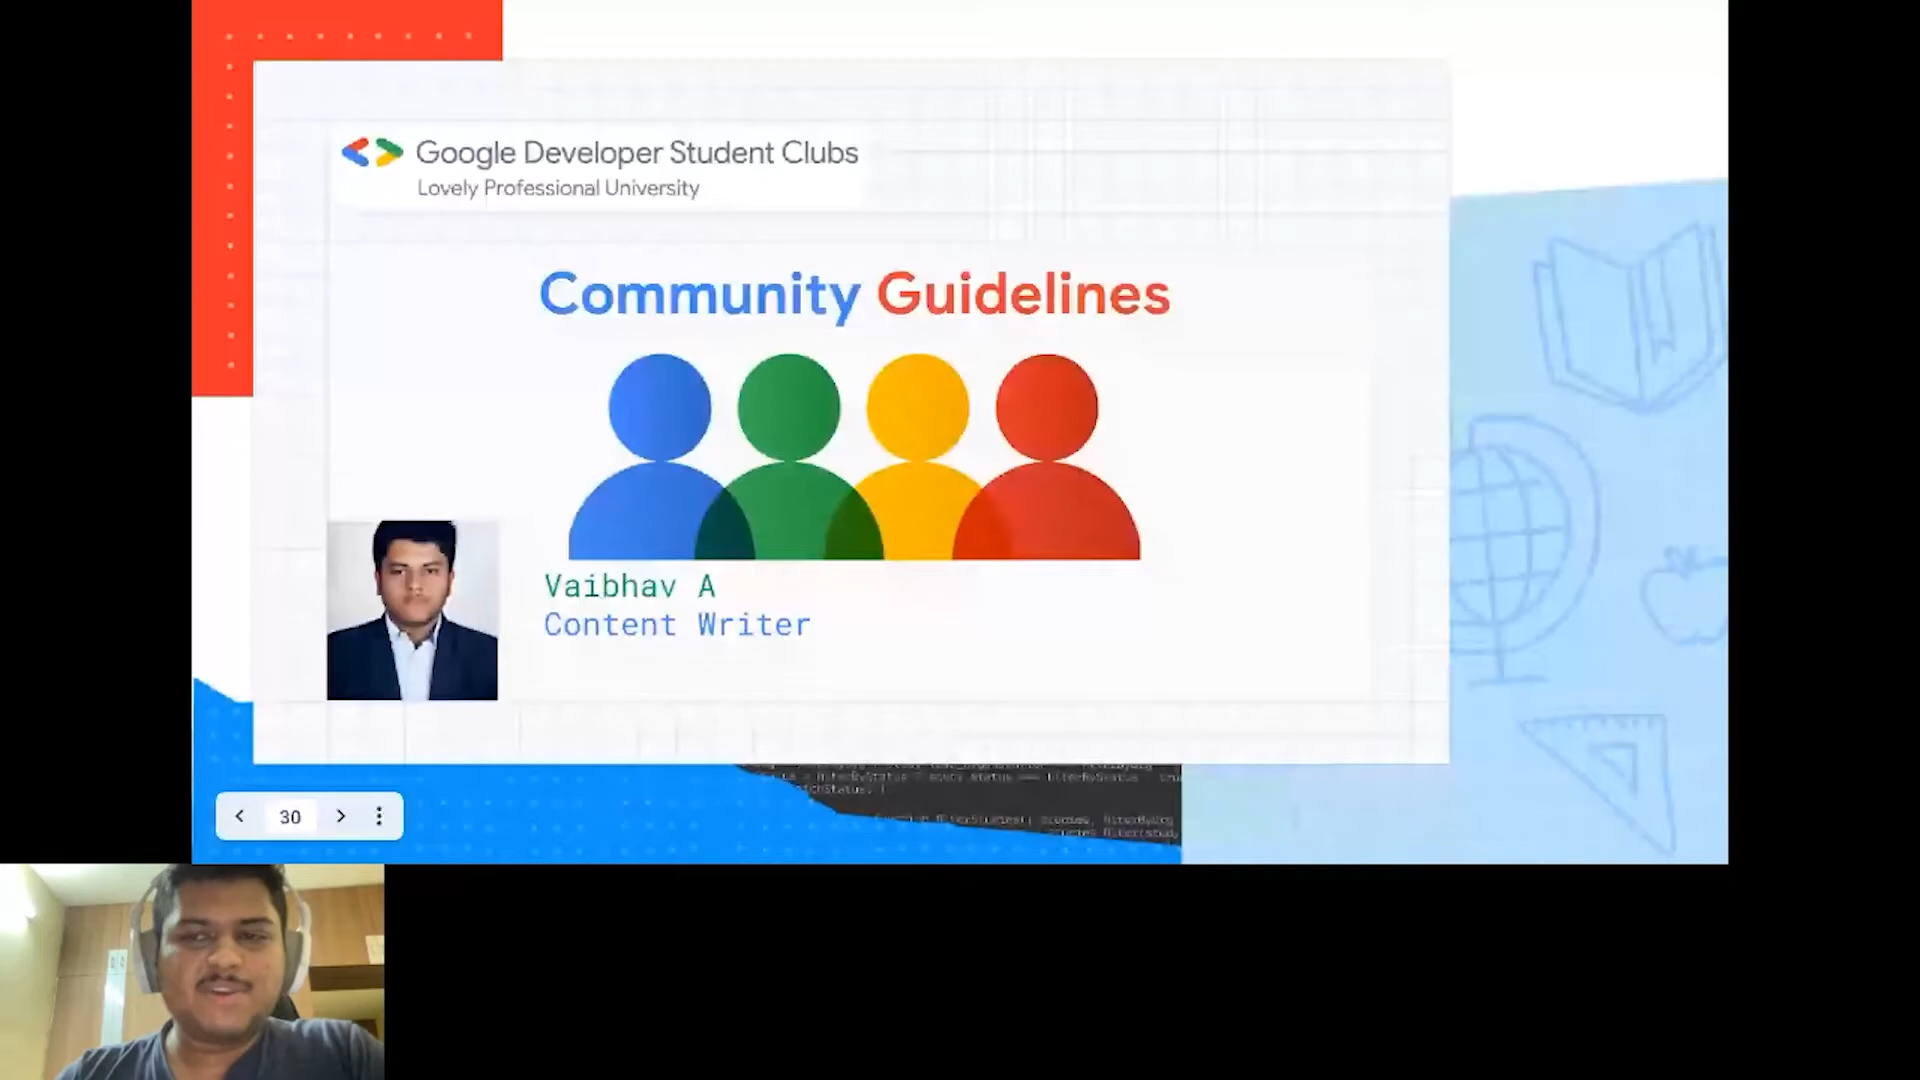 Google Developer Student Clubs
Lovely Professional University
Community Guidelines
Vaibhav A
Content Writer
30